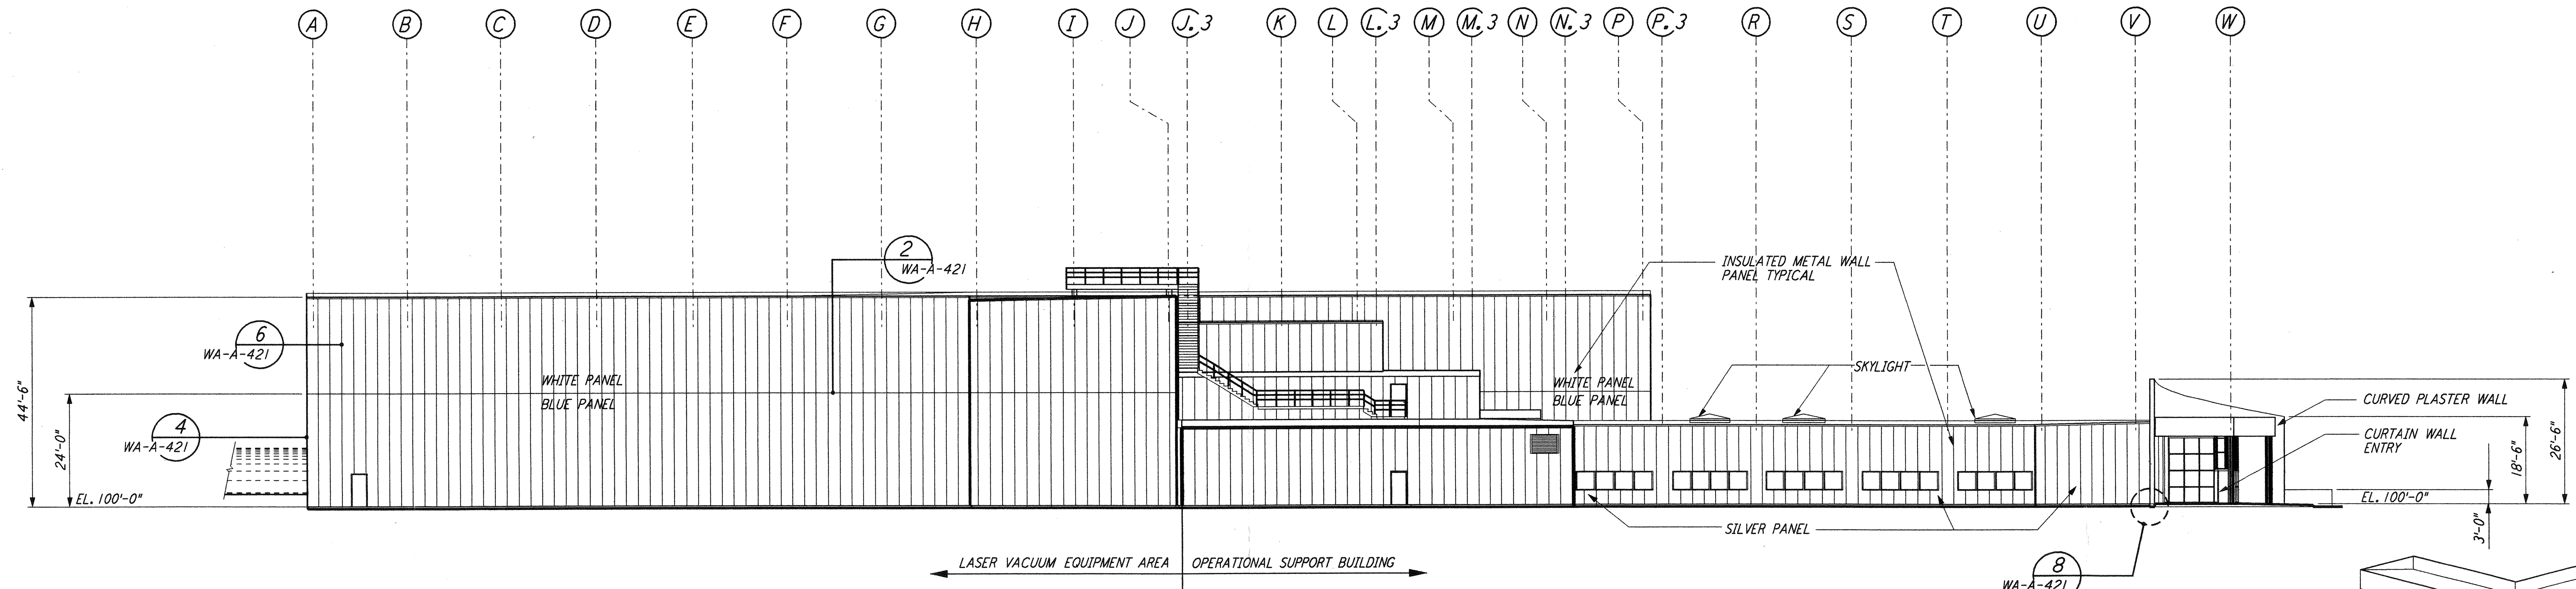 A B C D E F G H I J J.3 K L L.3 M M.3 N N.3 P P.3 R S T U V W
2
WA-A-421
INSULATED METAL WALL
PANEL TYPICAL
6
WA-A-421
44'-6"
24'-0"
WHITE PANEL
BLUE PANEL
WHITE PANEL
BLUE PANEL
SKYLIGHT
CURVED PLASTER WALL
CURTAIN WALL
ENTRY
4
WA-A-421
18'-6"
26'-6"
EL. 100'-0"
EL. 100'-0"
3'-0"
SILVER PANEL
LASER VACUUM EQUIPMENT AREA
OPERATIONAL SUPPORT BUILDING
8
WA-A-421